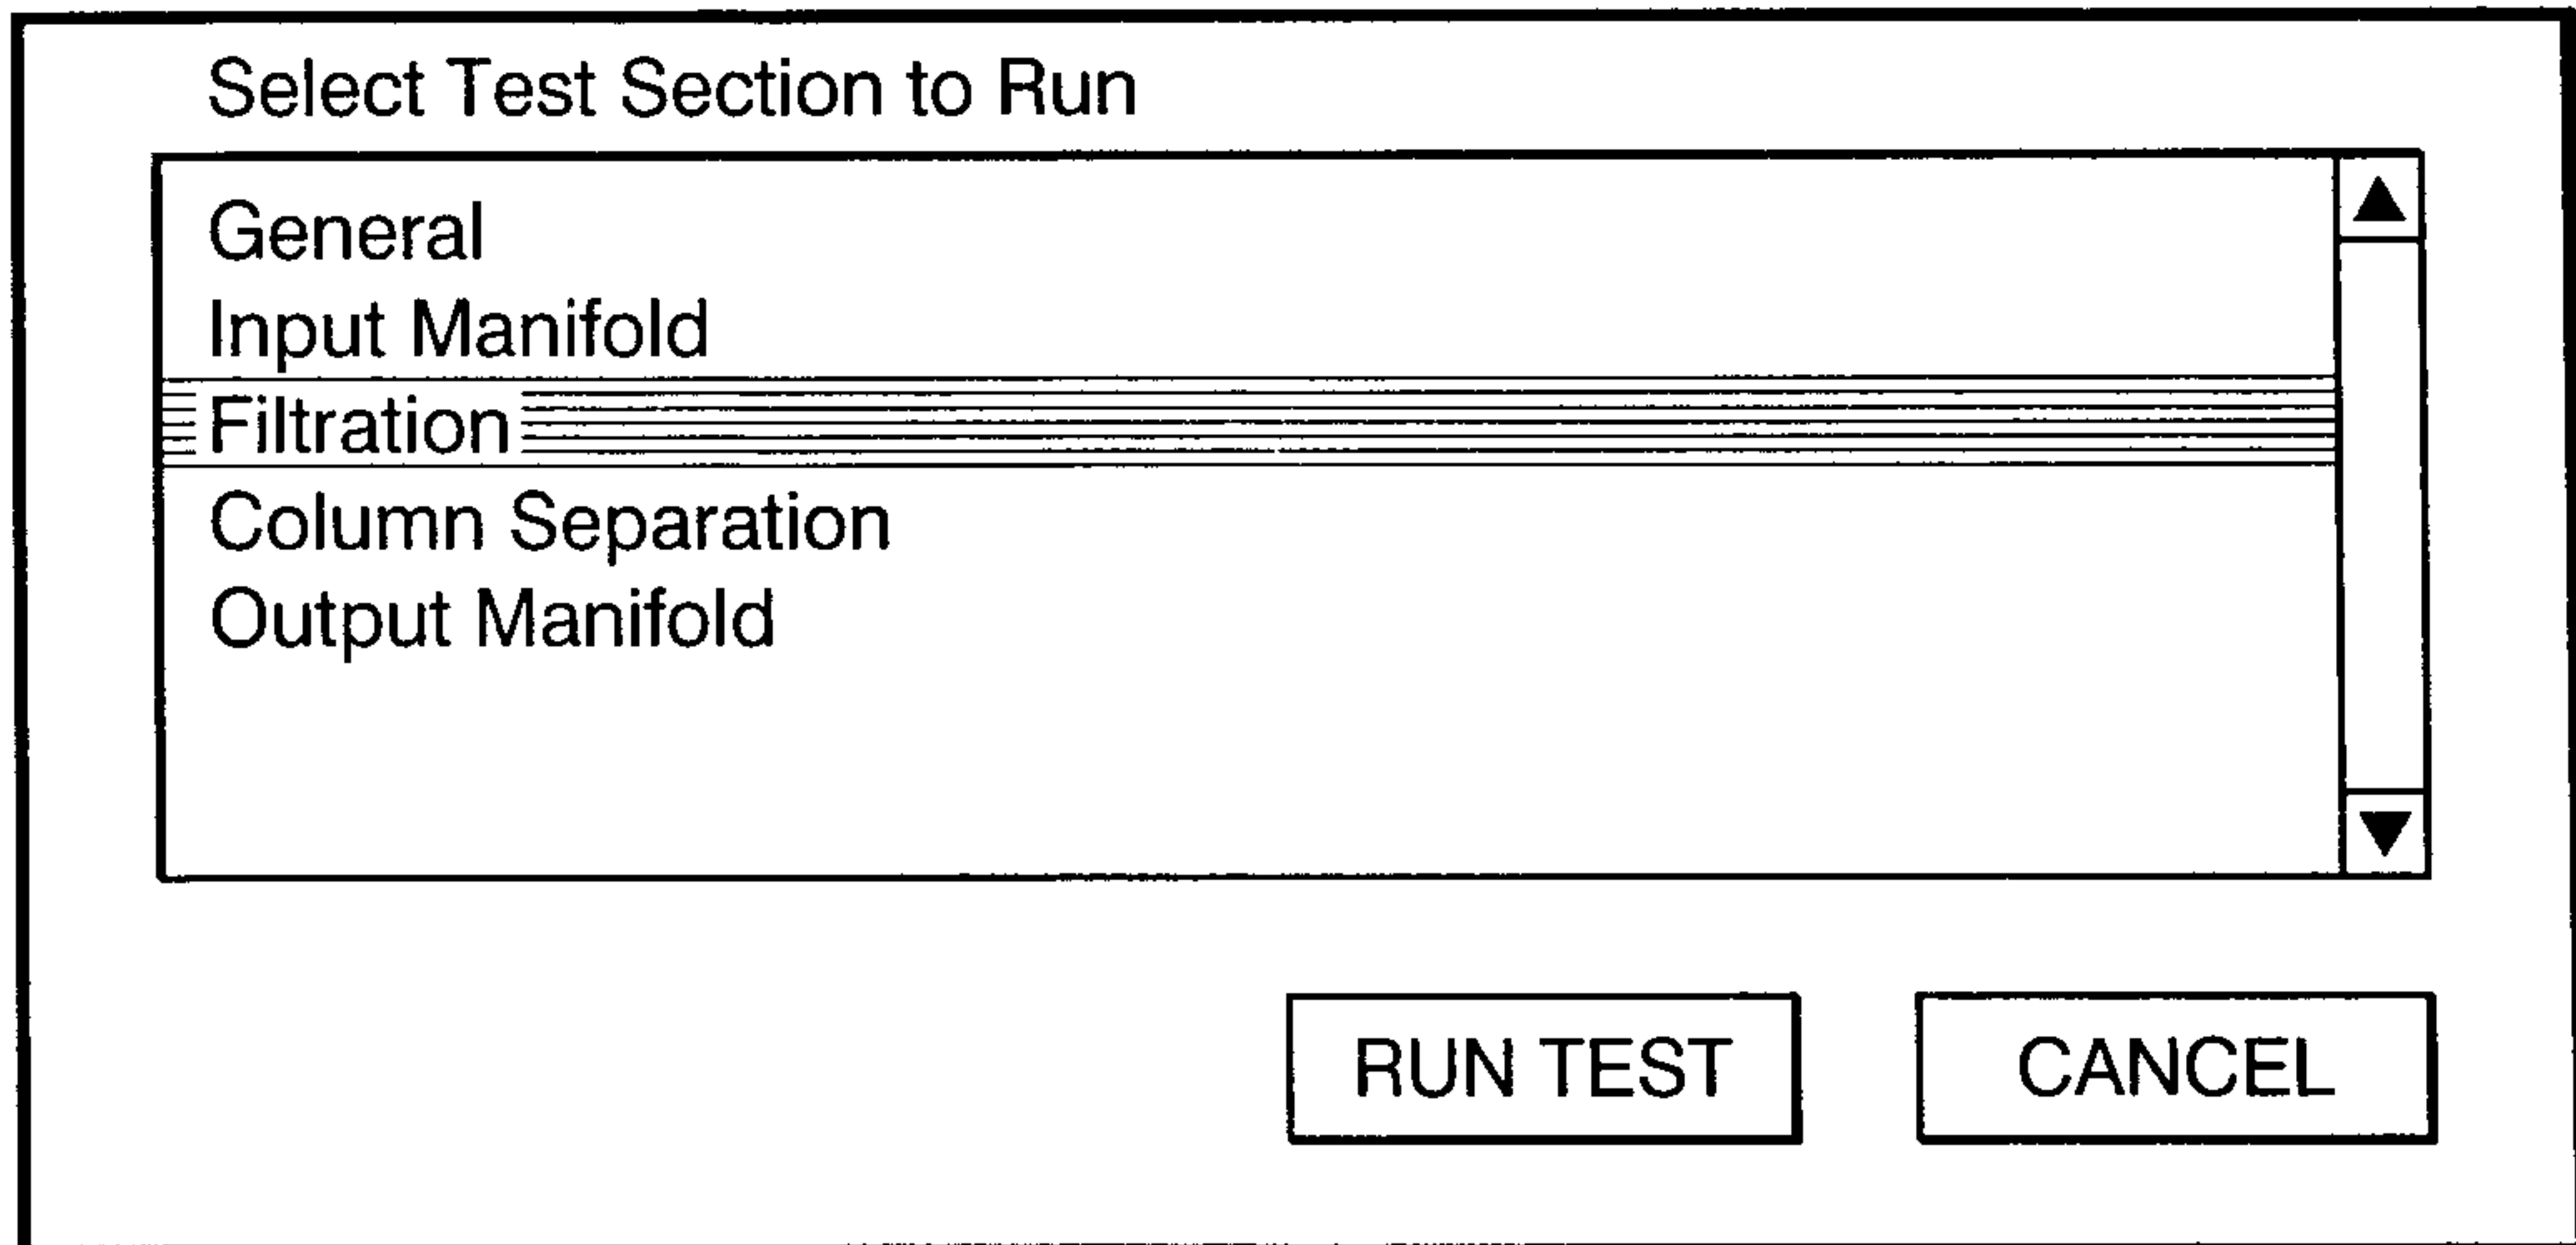 Select Test Section to Run
General
Input Manifold
Filtration
Column Separation
Output Manifold
RUN TEST
CANCEL